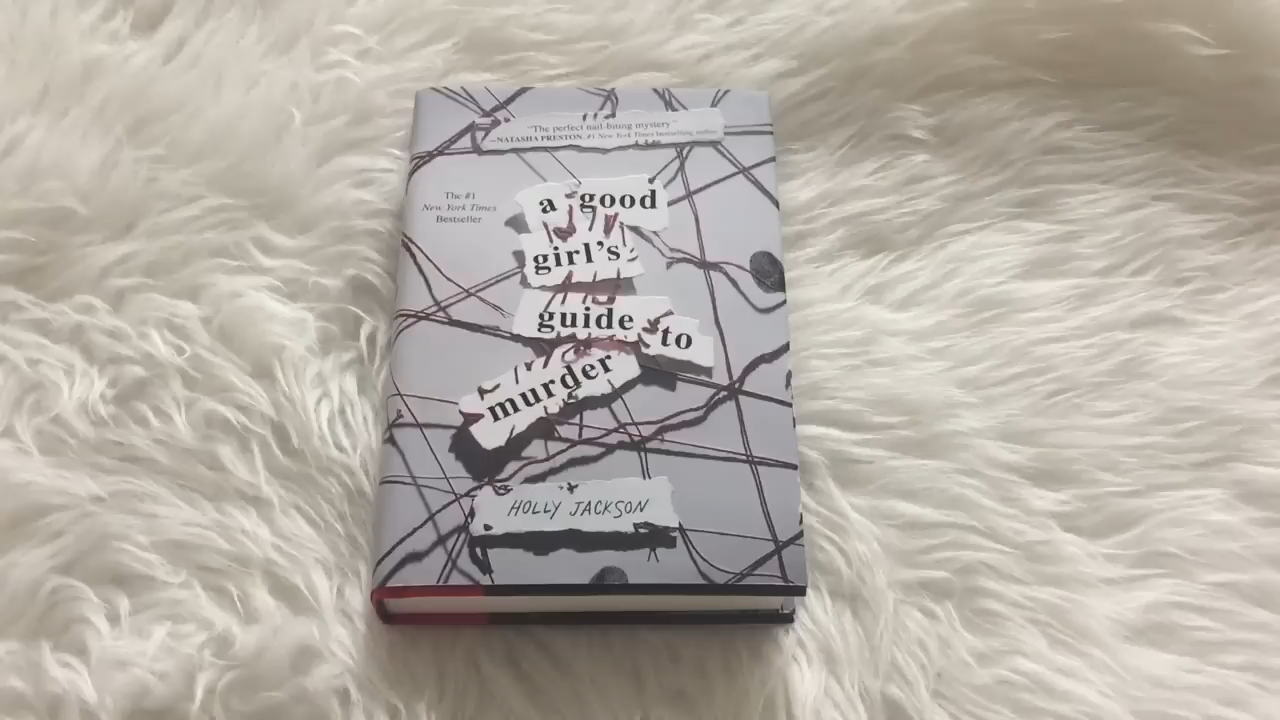 "The perfect nail-biting mystery."
—NATASHA PRESTON, #1 New York Times bestselling author
The #1
New York Times
Bestseller
a good
girl's
guide to
murder
HOLLY JACKSON